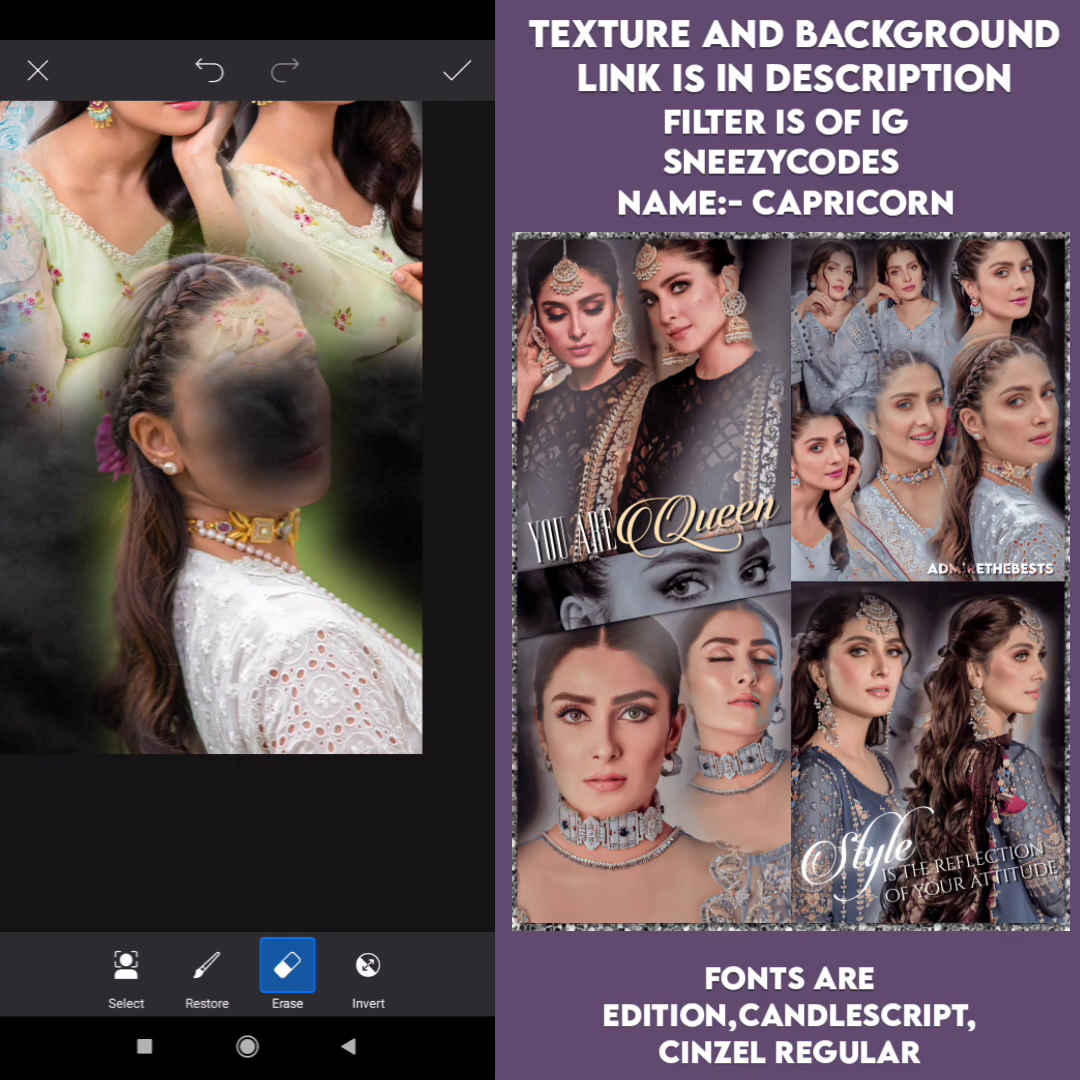 Select
Restore
Erase
Invert
TEXTURE AND BACKGROUND
LINK IS IN DESCRIPTION
FILTER IS OF IG
SNEEZYCODES
NAME:- CAPRICORN
YOU ARE Queen
ADMIRETHEBESTS
Style
IS THE REFLECTION
OF YOUR ATTITUDE
FONTS ARE
EDITION,CANDLESCRIPT,
CINZEL REGULAR